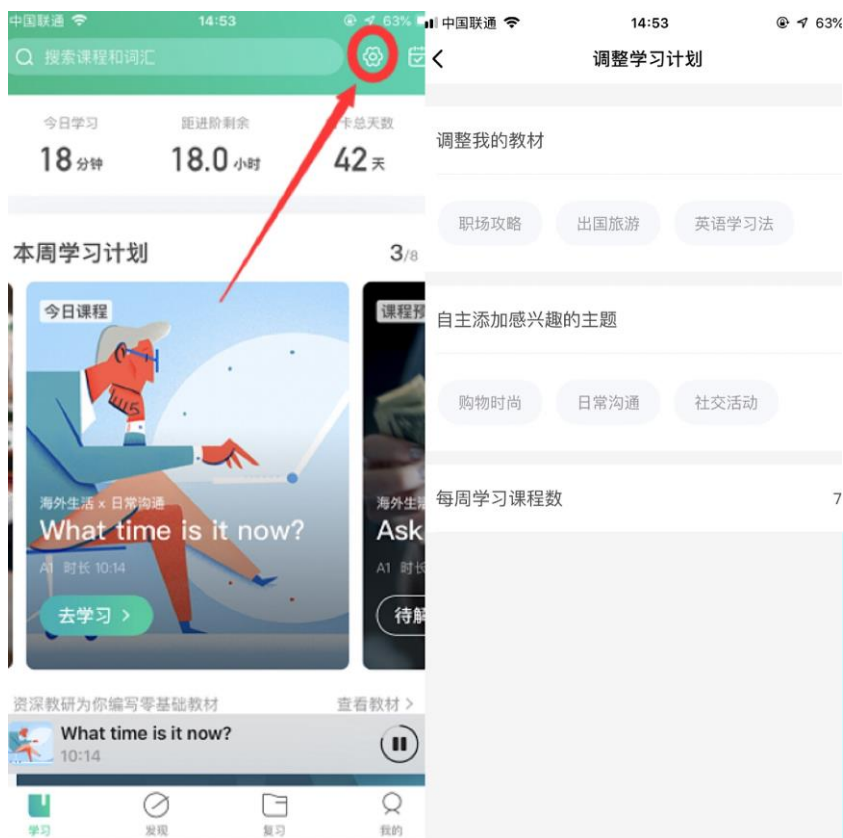 中国联通 14:53 63%
搜索课程和词汇
今日学习 距进阶剩余 卡总天数
18分钟 18.0小时 42天
本周学习计划 3/8
今日课程
课程预
WUS
海外生活 x 日常沟通
What time is it now?
A1 时长 10:14
去学习 >
海外生
Ask
A1 时长
待解
资深教研为你编写零基础教材 查看教材 >
What time is it now?
10:14
学习 发现 复习 我的
中国联通 14:53 63%
调整学习计划
调整我的教材
职场攻略 出国旅游 英语学习法
自主添加感兴趣的主题
购物时尚 日常沟通 社交活动
每周学习课程数 7